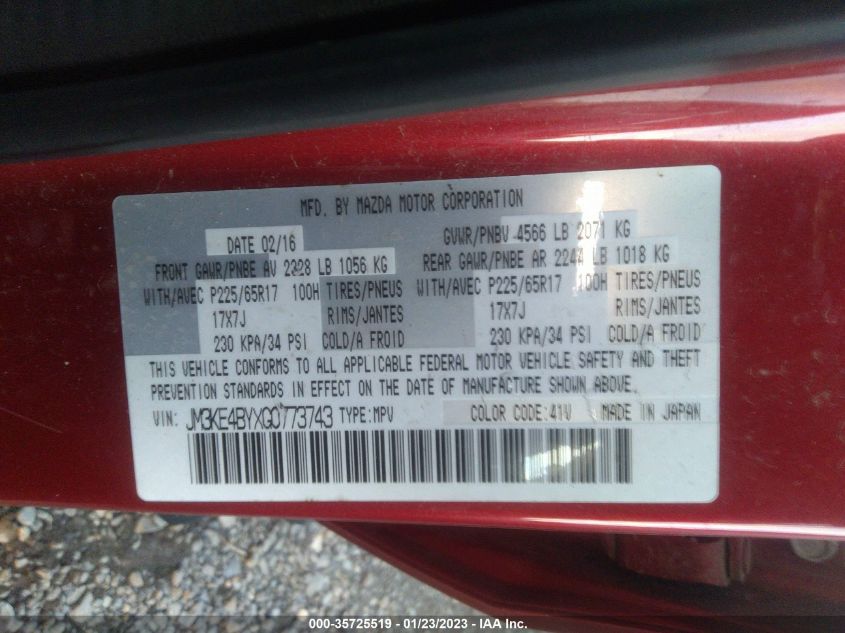 MFD. BY MAZDA MOTOR CORPORATION
DATE 02/16 GVWR/PNBV 4566 LB 2071 KG
FRONT GAWR/PNBE AV 2328 LB 1056 KG REAR GAWR/PNBE AR 2244 LB 1018 KG
WITH/AVEC P225/65R17 100H TIRES/PNEUS WITH/AVEC P225/65R17 100H TIRES/PNEUS
17X7J RIMS/JANTES 17X7J RIMS/JANTES
230 KPA/34 PSI COLD/A FROID 230 KPA/34 PSI COLD/A FROID
THIS VEHICLE CONFORMS TO ALL APPLICABLE FEDERAL MOTOR VEHICLE SAFETY AND THEFT
PREVENTION STANDARDS IN EFFECT ON THE DATE OF MANUFACTURE SHOWN ABOVE.
VIN: JM3KE4BYXG0773743 TYPE:MPV COLOR CODE:41V MADE IN JAPAN
000-35725519 | 01/23/2023 - IAA Inc.